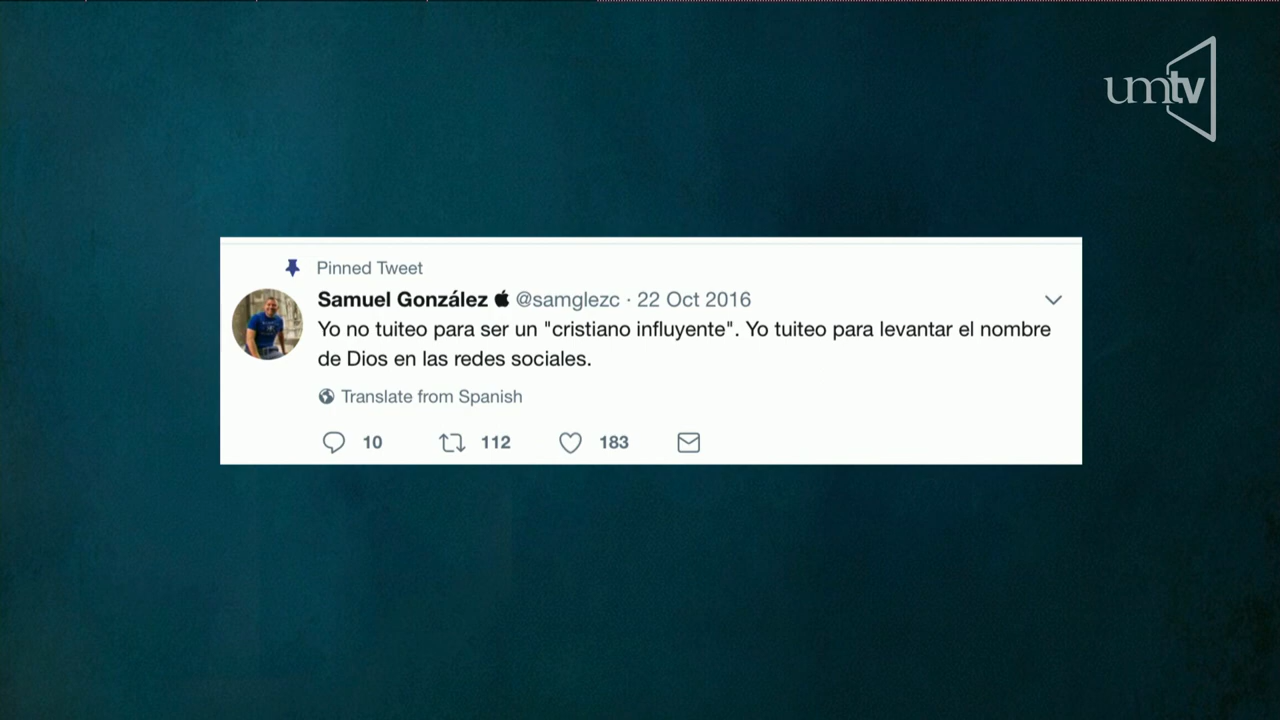 umtv
Pinned Tweet
Samuel González @samglezc · 22 Oct 2016
Yo no tuiteo para ser un "cristiano influyente". Yo tuiteo para levantar el nombre
de Dios en las redes sociales.
Translate from Spanish
10 112 183